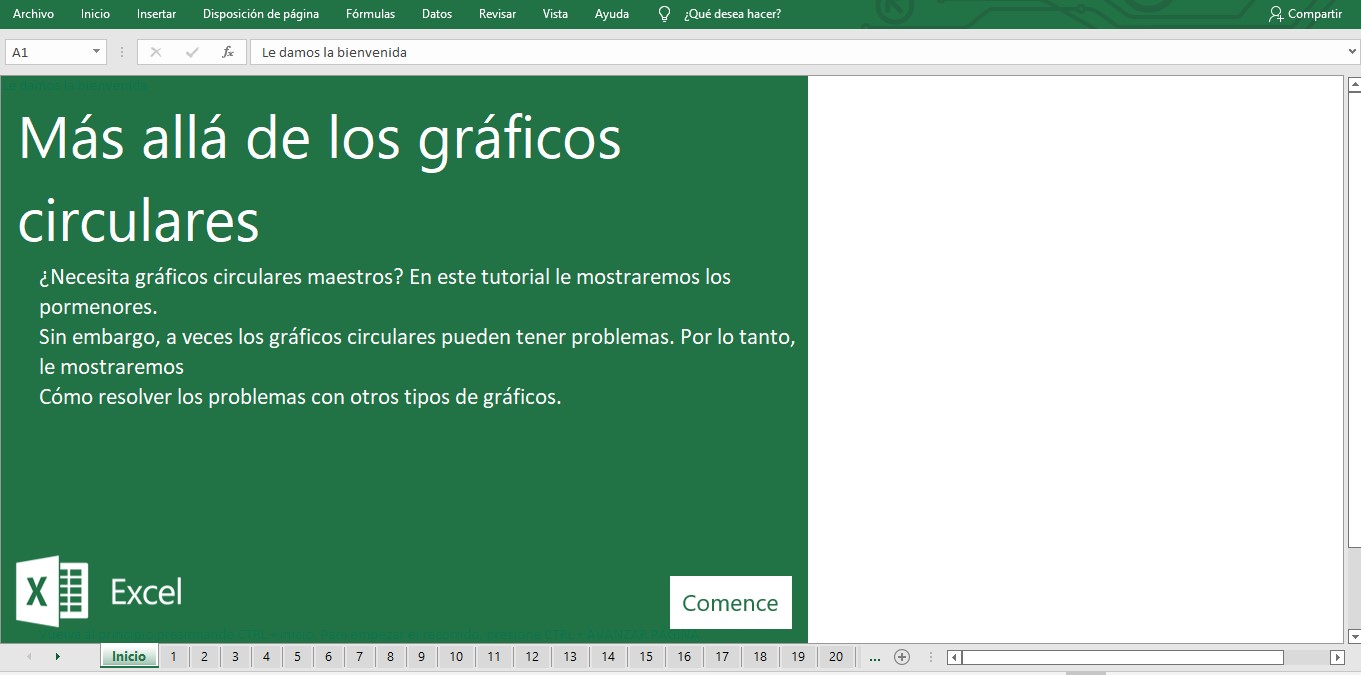 Archivo Inicio Insertar Disposición de página Fórmulas Datos Revisar Vista Ayuda ¿Qué desea hacer? Compartir
A1 fx Le damos la bienvenida
Más allá de los gráficos
circulares
¿Necesita gráficos circulares maestros? En este tutorial le mostraremos los
pormenores.
Sin embargo, a veces los gráficos circulares pueden tener problemas. Por lo tanto,
le mostraremos
Cómo resolver los problemas con otros tipos de gráficos.
X Excel
Comence
Inicio 1 2 3 4 5 6 7 8 9 10 11 12 13 14 15 16 17 18 19 20 ...